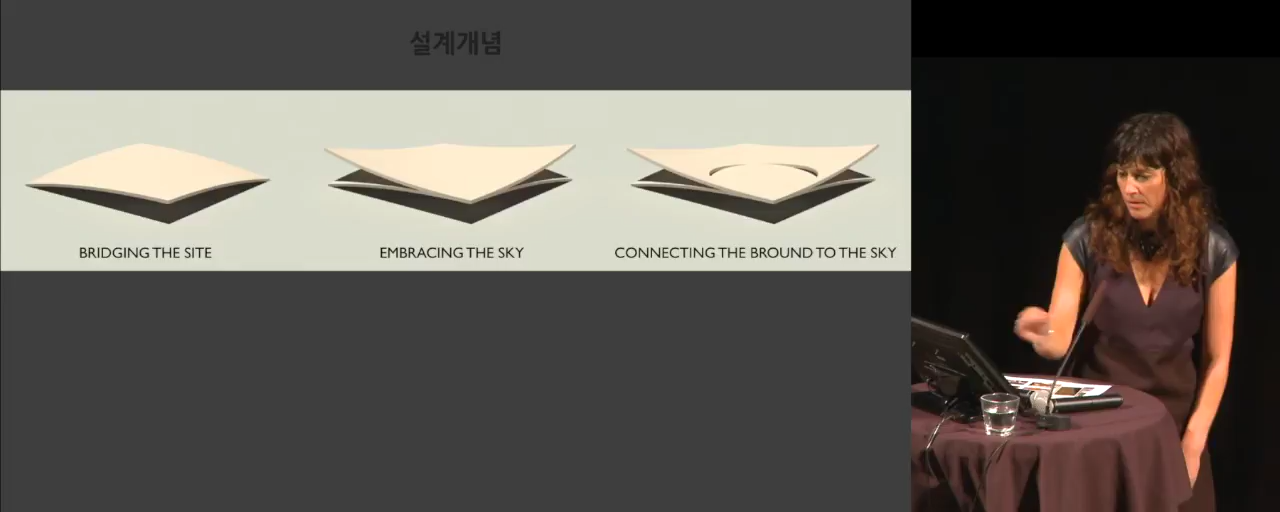 설계개념
BRIDGING THE SITE
EMBRACING THE SKY
CONNECTING THE BROUND TO THE SKY